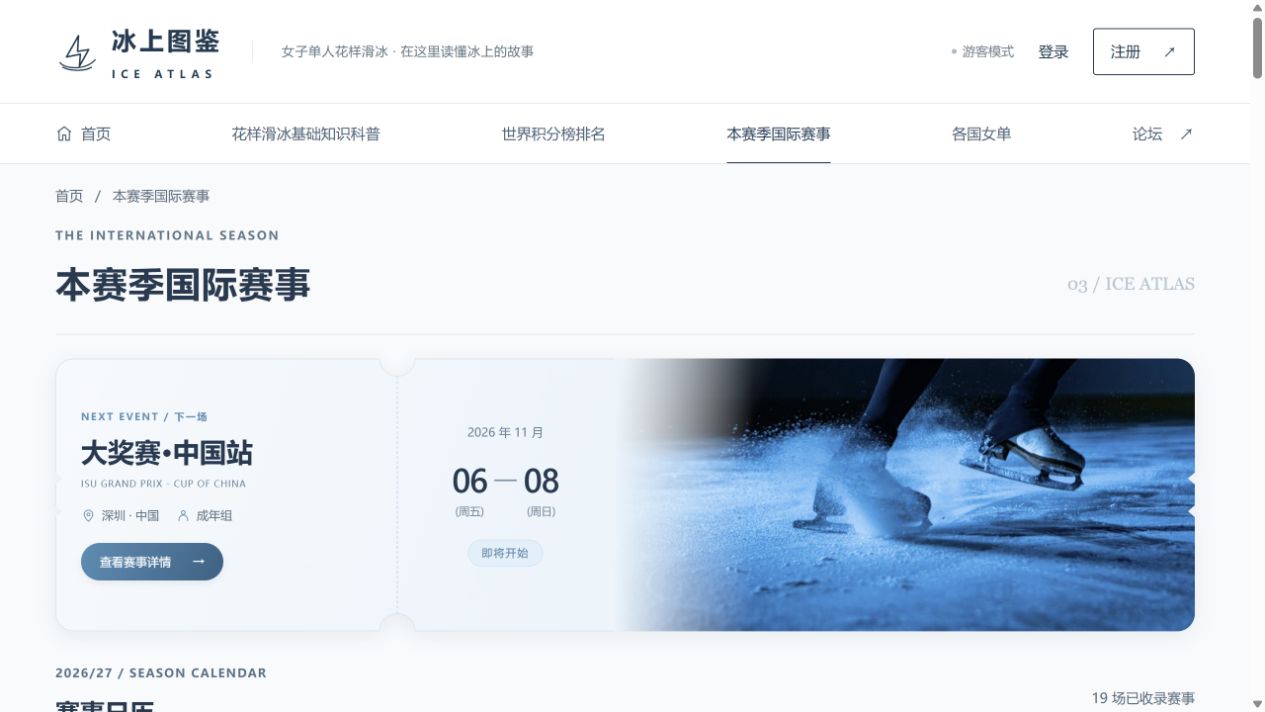 冰上图鉴
ICE ATLAS
女子单人花样滑冰 · 在这里读懂冰上的故事
游客模式
登录
注册 ↗
首页
花样滑冰基础知识科普
世界积分榜排名
本赛季国际赛事
各国女单
论坛 ↗
首页 / 本赛季国际赛事
THE INTERNATIONAL SEASON
本赛季国际赛事
03 / ICE ATLAS
NEXT EVENT / 下一场
大奖赛·中国站
ISU GRAND PRIX · CUP OF CHINA
深圳 · 中国 成年组
查看赛事详情 →
2026 年 11 月
06 — 08
(周五) (周日)
即将开始
2026/27 / SEASON CALENDAR
赛事日历
19 场已收录赛事